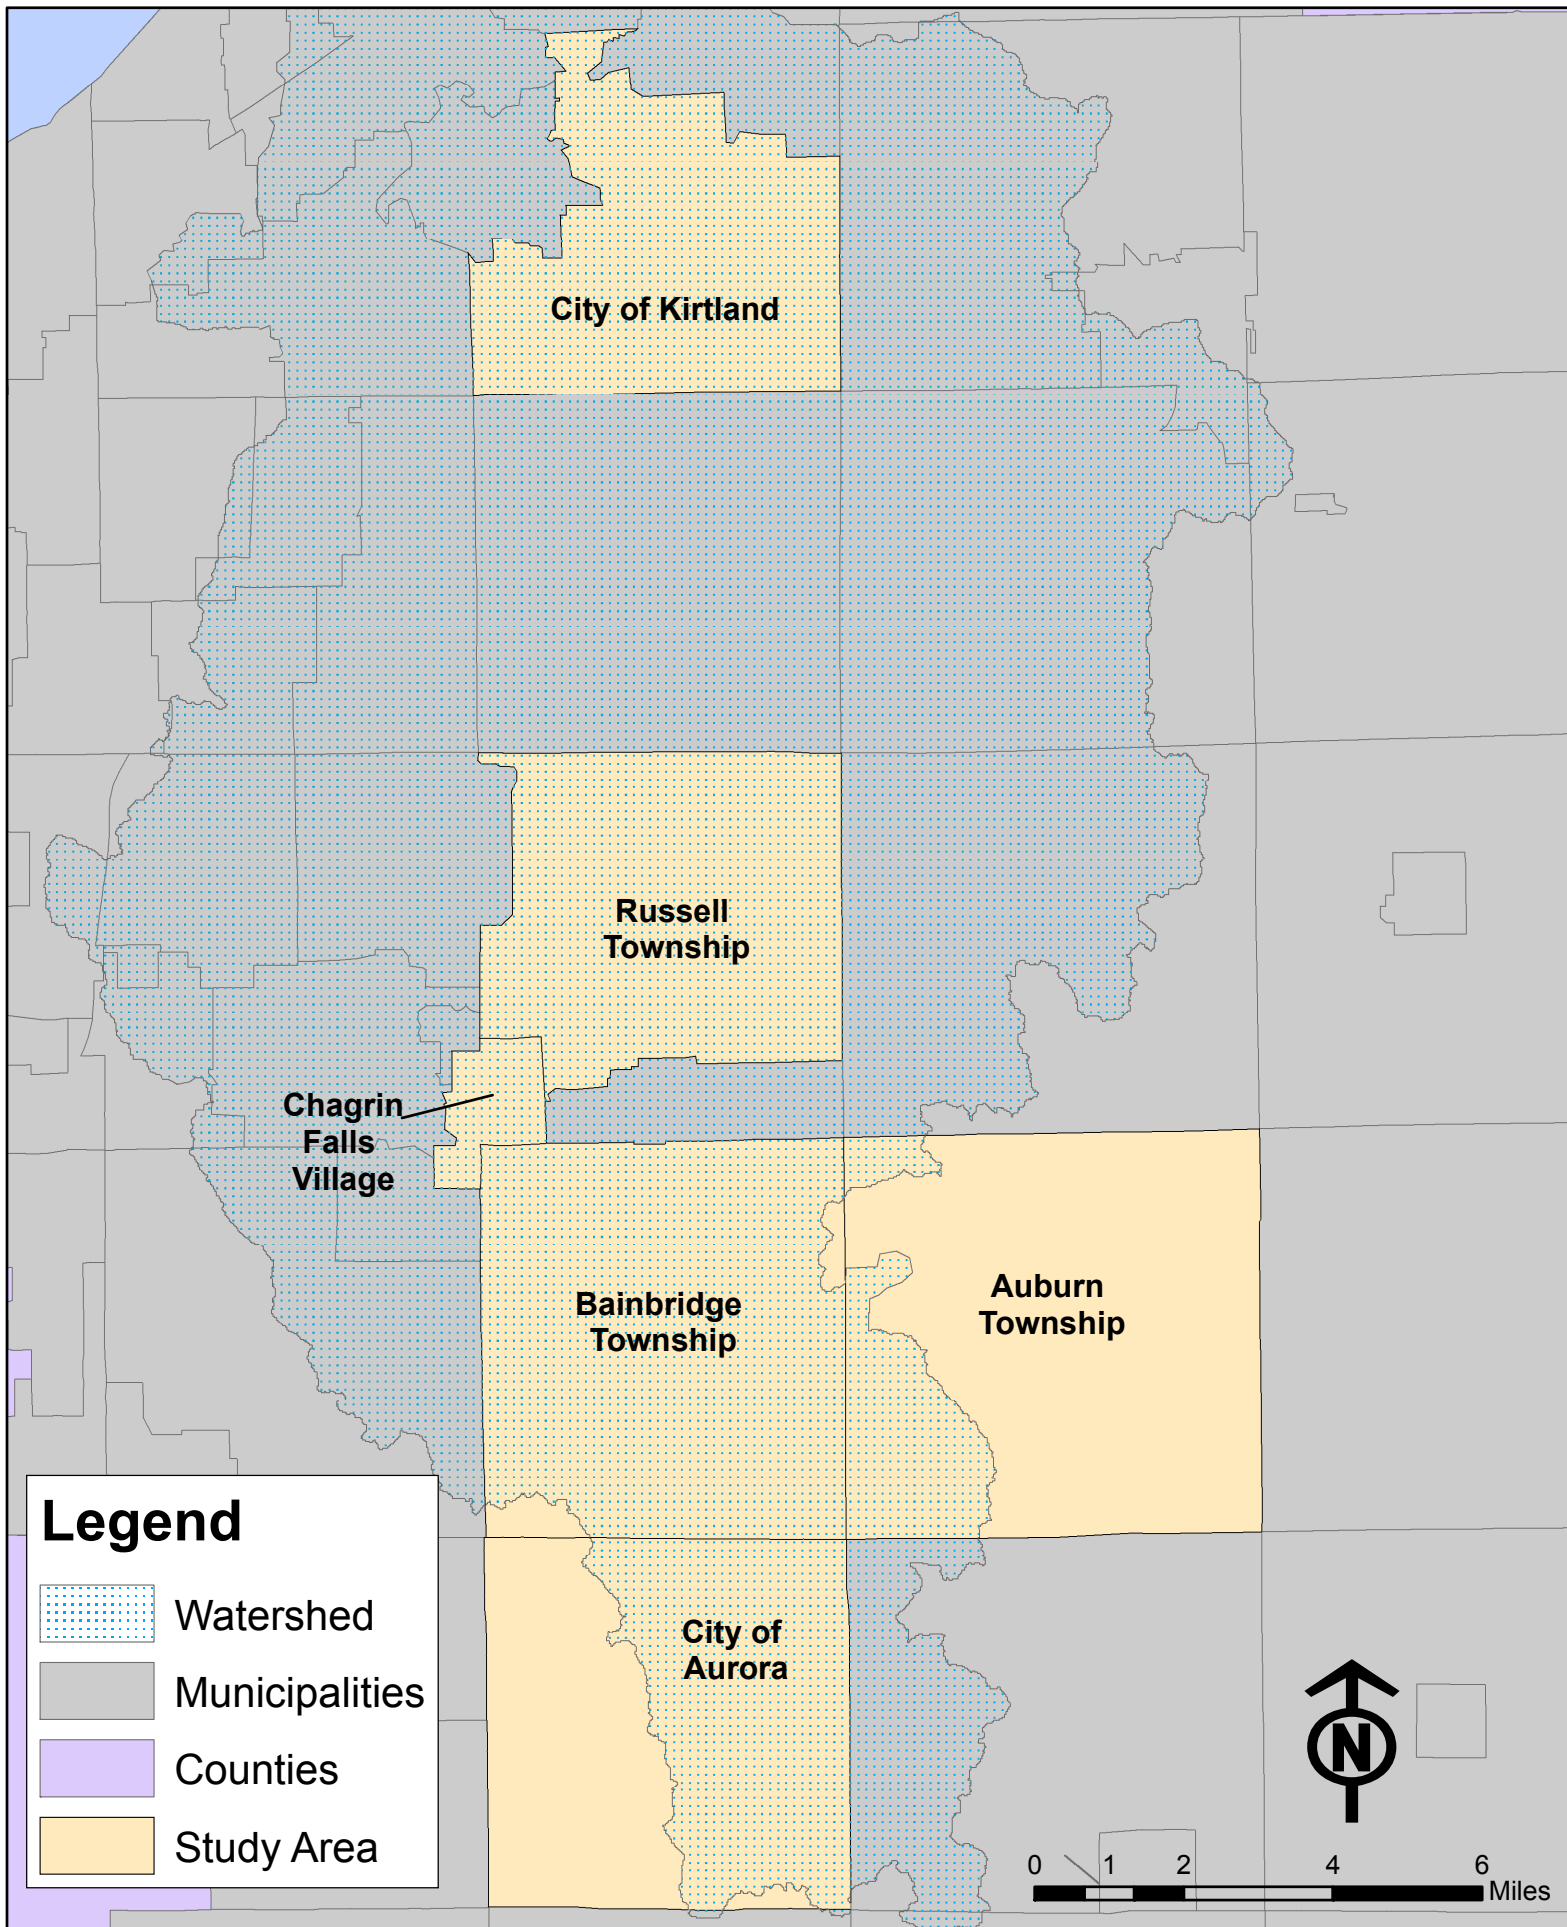 City of Kirtland
Russell
Township
Chagrin
Falls
Village
Bainbridge
Township
Auburn
Township
City of
Aurora
Legend
Watershed
Municipalities
Counties
Study Area
N
0 1 2 4 6
Miles